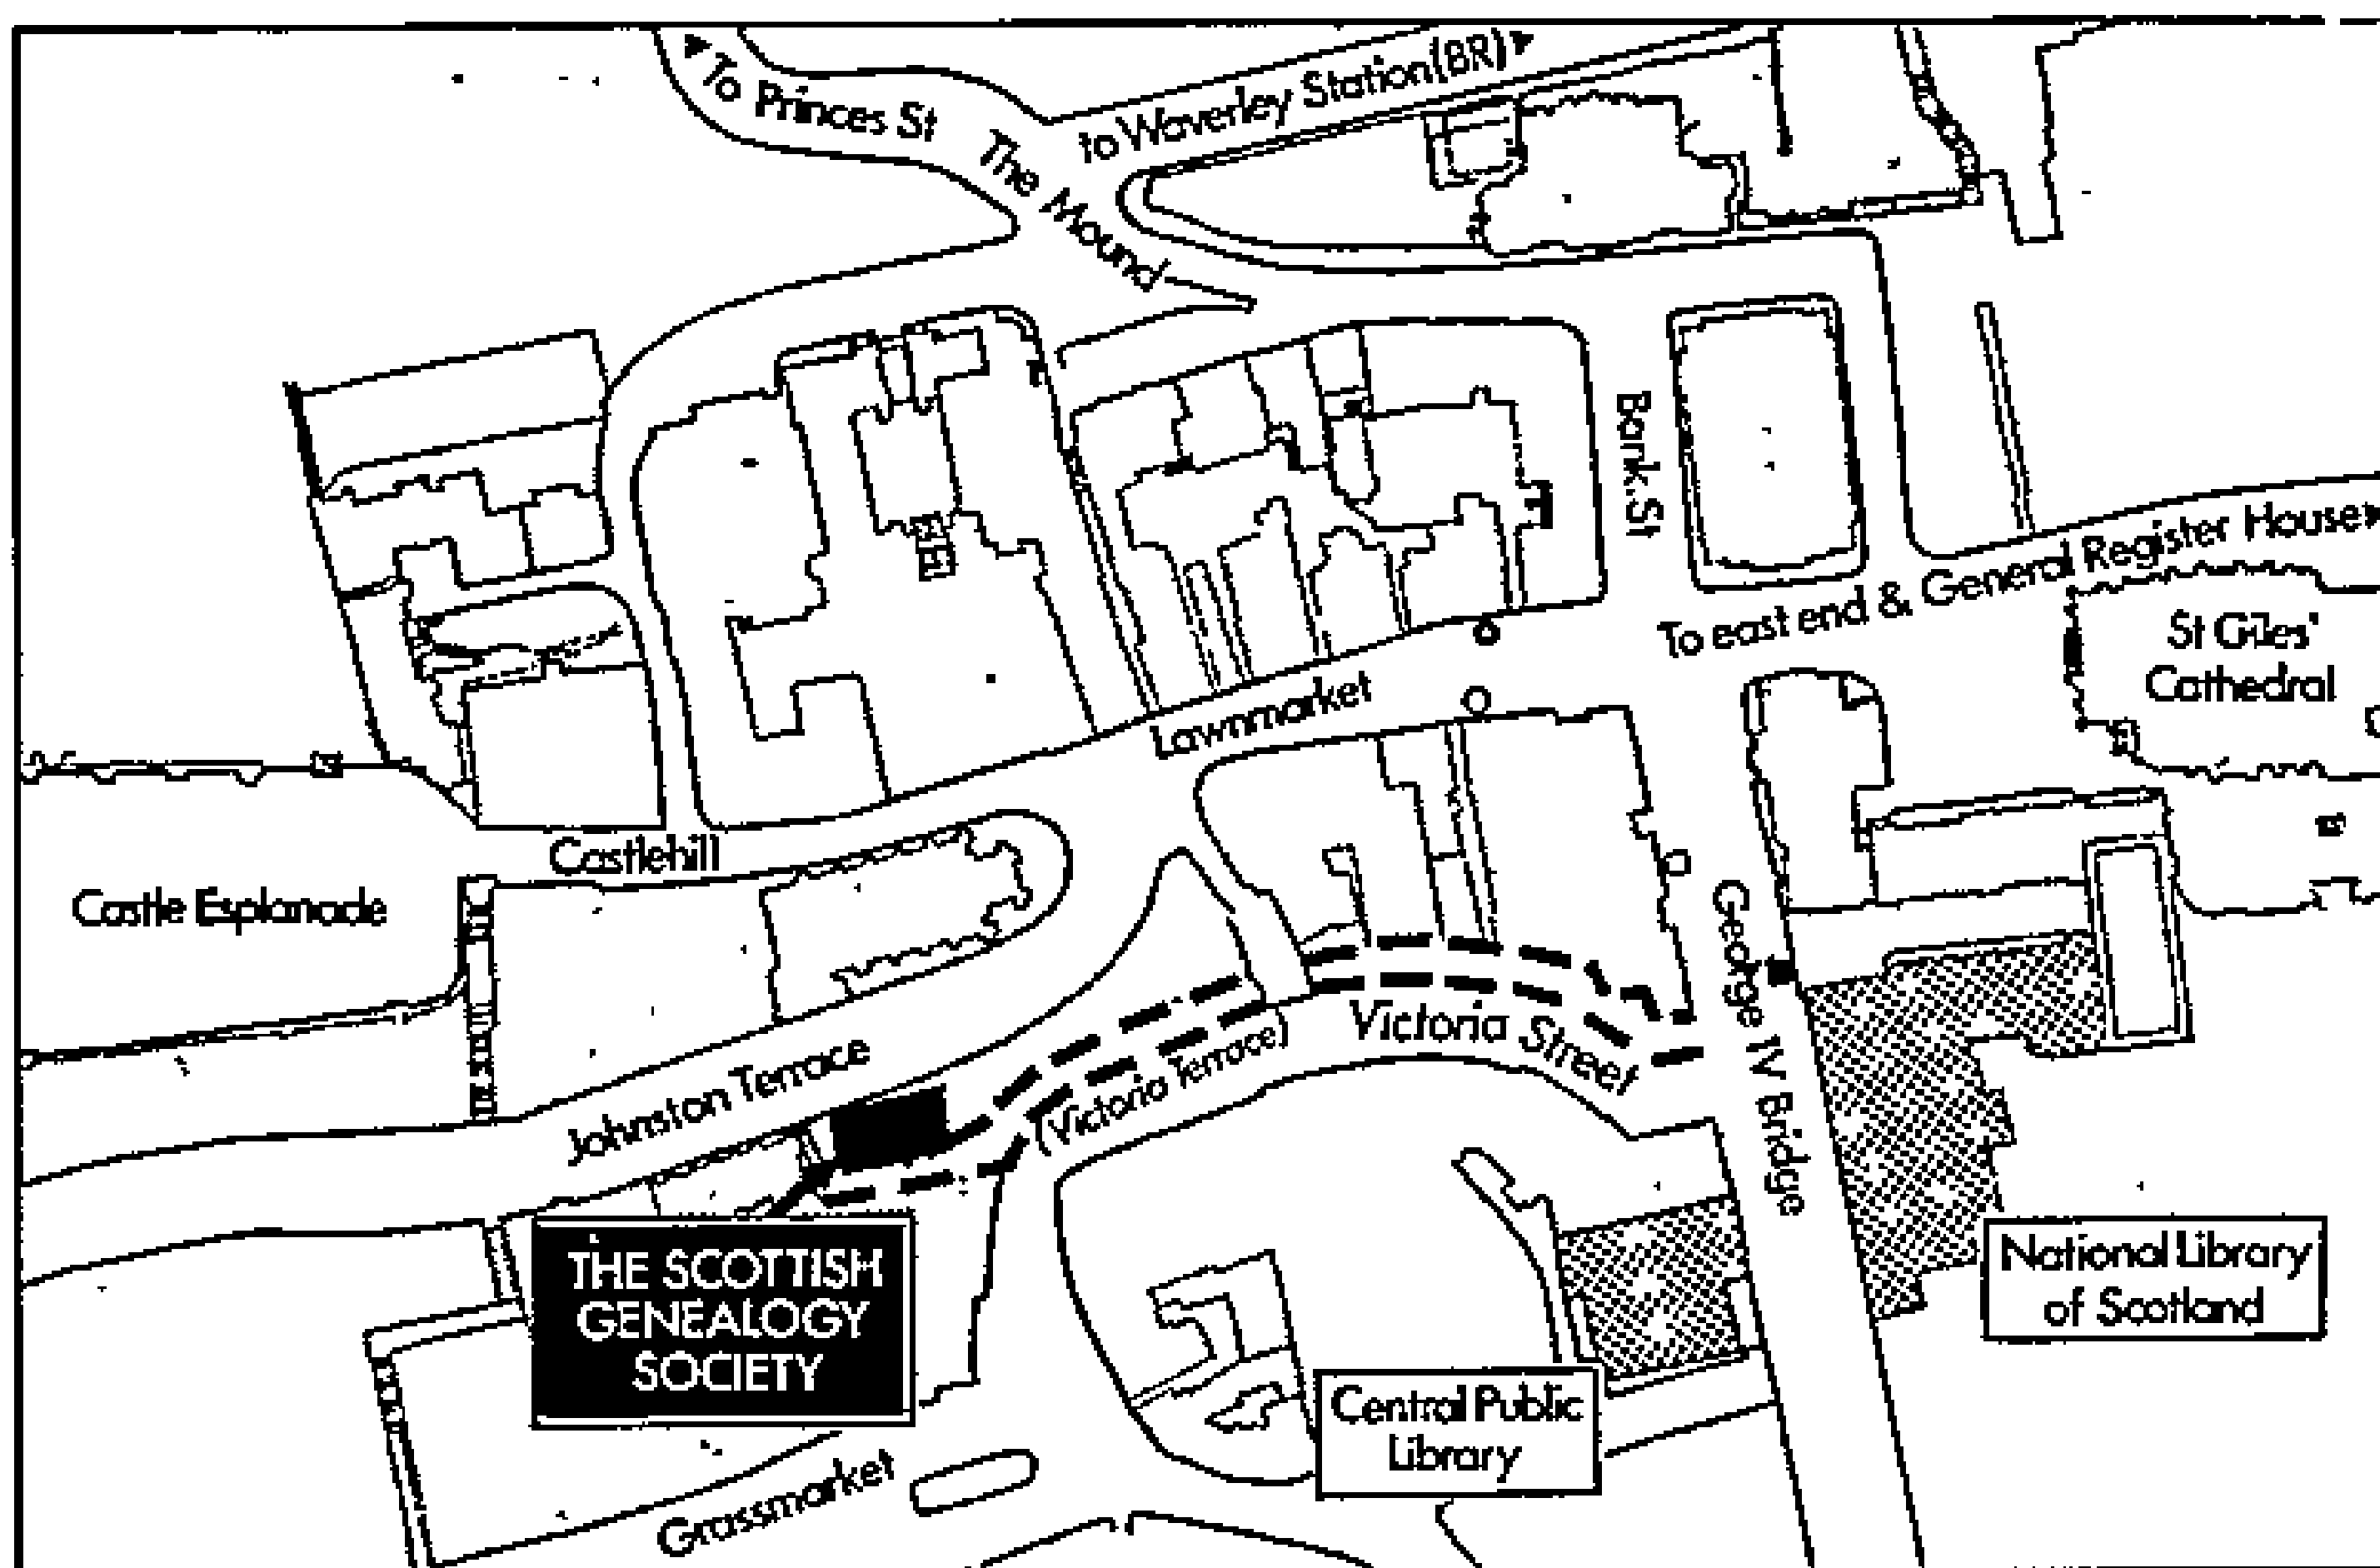 To Princes St
to Waverley Station(BR)
The Mound
Bank.St
To east end & General Register House
St Giles'
Cathedral
Lawnmarket
Castlehill
Castle Esplanade
George IV Bridge
Victoria Street
(Victoria Terrace)
Johnston Terrace
THE SCOTTISH
GENEALOGY
SOCIETY
National Library
of Scotland
Central Public
Library
Grassmarket